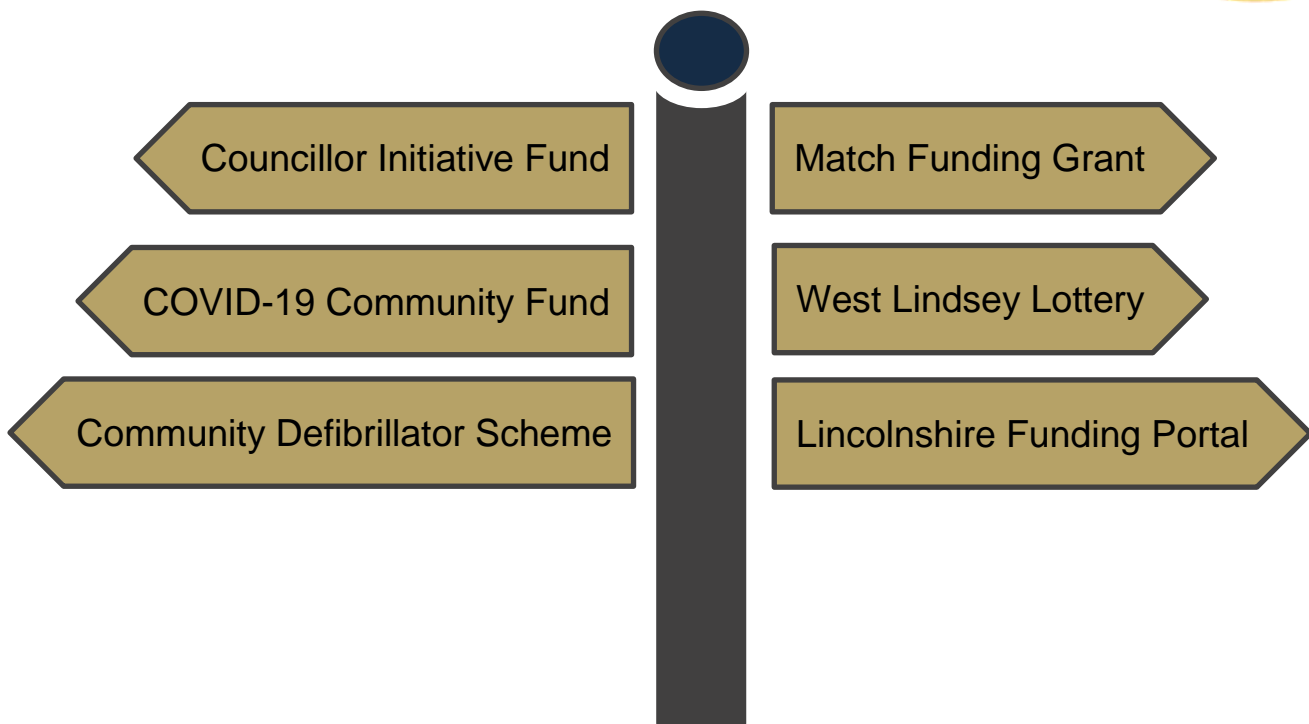 Councillor Initiative Fund
Match Funding Grant
COVID-19 Community Fund
West Lindsey Lottery
Community Defibrillator Scheme
Lincolnshire Funding Portal